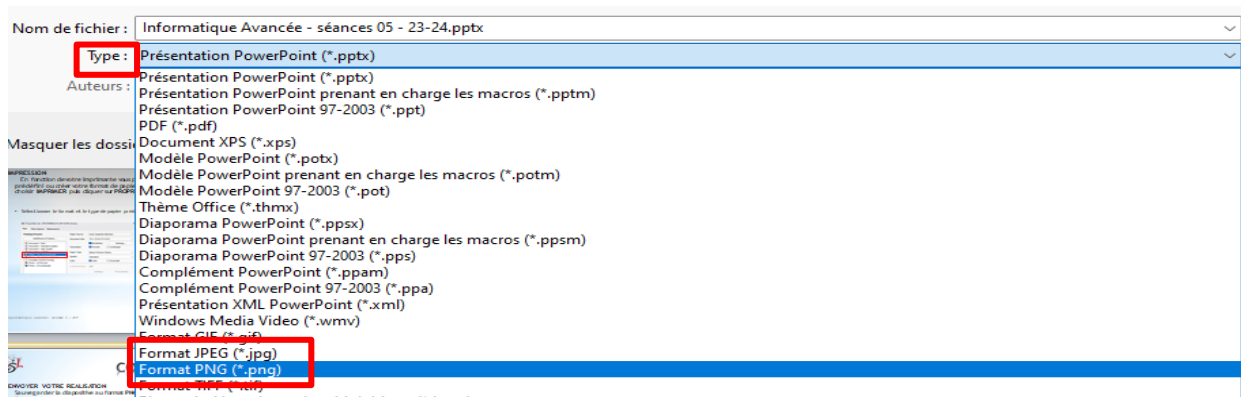 Nom de fichier : Informatique Avancée - séances 05 - 23-24.pptx
Type : Présentation PowerPoint (*.pptx)
Auteurs :
Présentation PowerPoint (*.pptx)
Présentation PowerPoint prenant en charge les macros (*.pptm)
Présentation PowerPoint 97-2003 (*.ppt)
PDF (*.pdf)
Masquer les dossi
Document XPS (*.xps)
Modèle PowerPoint (*.potx)
Modèle PowerPoint prenant en charge les macros (*.potm)
Modèle PowerPoint 97-2003 (*.pot)
Thème Office (*.thmx)
Diaporama PowerPoint (*.ppsx)
Diaporama PowerPoint prenant en charge les macros (*.ppsm)
Diaporama PowerPoint 97-2003 (*.pps)
Complément PowerPoint (*.ppam)
Complément PowerPoint 97-2003 (*.ppa)
Présentation XML PowerPoint (*.xml)
Windows Media Video (*.wmv)
Format GIF (*.gif)
Format JPEG (*.jpg)
Format PNG (*.png)
Format TIFF (*.tif)
IMPRESSION
ENVOYER VOTRE REALISATION
Sauvegarder la diapositive au format